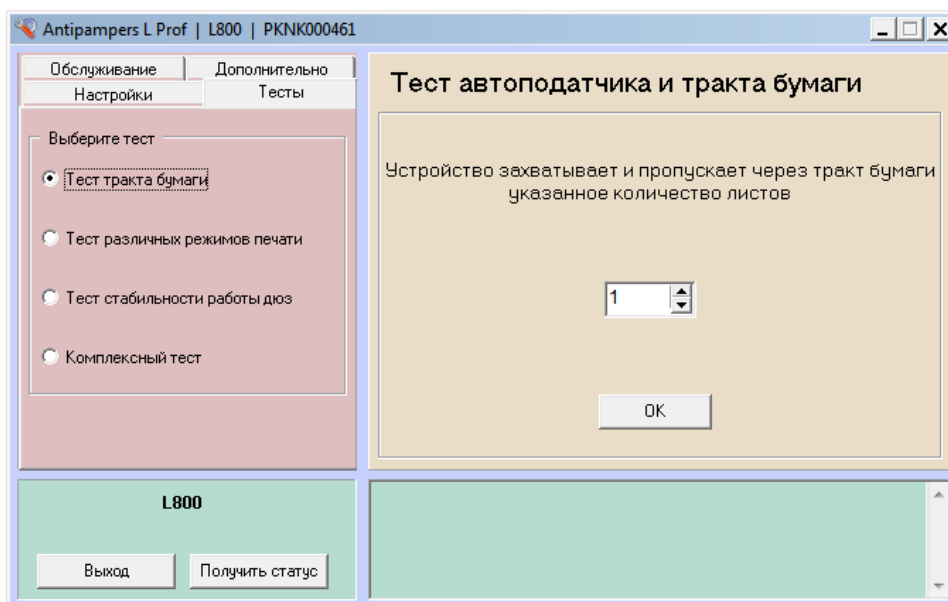 Antipampers L Prof | L800 | PKNK000461
Обслуживание
Дополнительно
Настройки
Тесты
Выберите тест
Тест тракта бумаги
Тест различных режимов печати
Тест стабильности работы дюз
Комплексный тест
Тест автоподатчика и тракта бумаги
Устройство захватывает и пропускает через тракт бумаги
указанное количество листов
1
OK
L800
Выход
Получить статус